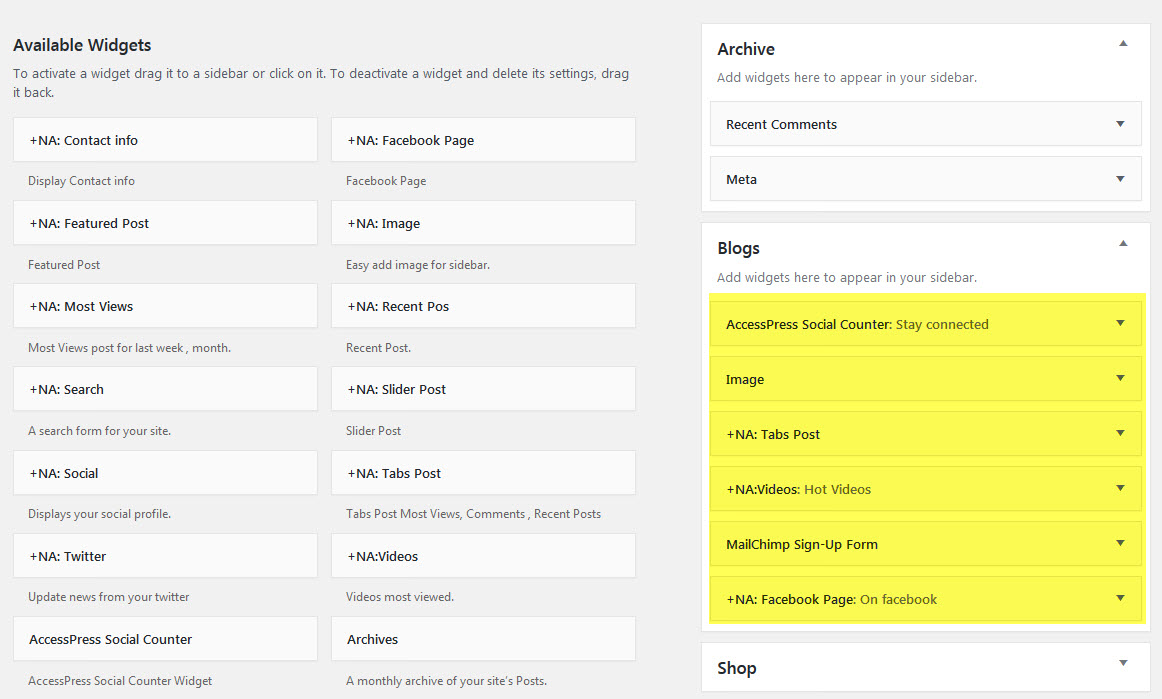 Available Widgets
To activate a widget drag it to a sidebar or click on it. To deactivate a widget and delete its settings, drag
it back.
+NA: Contact info
+NA: Facebook Page
Display Contact info
Facebook Page
+NA: Featured Post
+NA: Image
Featured Post
Easy add image for sidebar.
+NA: Most Views
+NA: Recent Pos
Most Views post for last week , month.
Recent Post.
+NA: Search
+NA: Slider Post
A search form for your site.
Slider Post
+NA: Social
+NA: Tabs Post
Displays your social profile.
Tabs Post Most Views, Comments , Recent Posts
+NA: Twitter
+NA:Videos
Update news from your twitter
Videos most viewed.
AccessPress Social Counter
Archives
AccessPress Social Counter Widget
A monthly archive of your site's Posts.
Archive
Add widgets here to appear in your sidebar.
Recent Comments
Meta
Blogs
Add widgets here to appear in your sidebar.
AccessPress Social Counter: Stay connected
Image
+NA: Tabs Post
+NA:Videos: Hot Videos
MailChimp Sign-Up Form
+NA: Facebook Page: On facebook
Shop